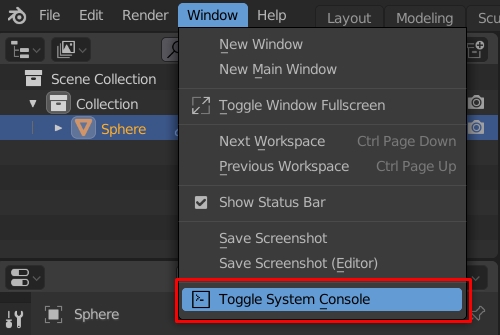 File Edit Render Window Help Layout Modeling
New Window
New Main Window
Scene Collection
Collection
Toggle Window Fullscreen
Sphere
Next Workspace Ctrl Page Down
Previous Workspace Ctrl Page Up
Show Status Bar
Save Screenshot
Save Screenshot (Editor)
Toggle System Console
Sphere